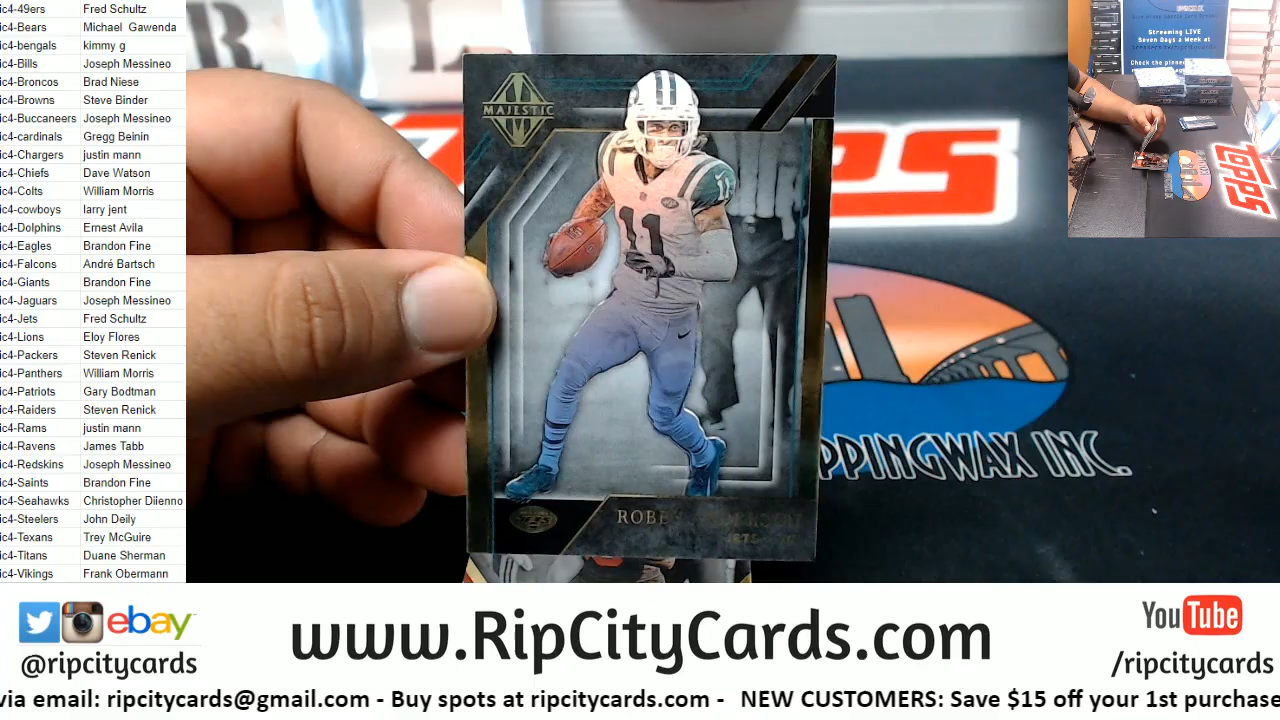 ic4-49ers Fred Schultz
ic4-Bears Michael Gawenda
ic4-bengals kimmy g
ic4-Bills Joseph Messineo
ic4-Broncos Brad Niese
ic4-Browns Steve Binder
ic4-Buccaneers Joseph Messineo
ic4-cardinals Gregg Beinin
ic4-Chargers justin mann
ic4-Chiefs Dave Watson
ic4-Colts William Morris
ic4-cowboys larry jent
ic4-Dolphins Ernest Avila
ic4-Eagles Brandon Fine
ic4-Falcons André Bartsch
ic4-Giants Brandon Fine
ic4-Jaguars Joseph Messineo
ic4-Jets Fred Schultz
ic4-Lions Eloy Flores
ic4-Packers Steven Renick
ic4-Panthers William Morris
ic4-Patriots Gary Bodtman
ic4-Raiders Steven Renick
ic4-Rams justin mann
ic4-Ravens James Tabb
ic4-Redskins Joseph Messineo
ic4-Saints Brandon Fine
ic4-Seahawks Christopher Diienno
ic4-Steelers John Deily
ic4-Texans Trey McGuire
ic4-Titans Duane Sherman
ic4-Vikings Frank Obermann
MAJESTIC
11
11
JETS
Streaming LIVE
Seven Days a Week at
Topps
PPINGWAX INC.
ebay
@ripcitycards
www.RipCityCards.com
YouTube
/ripcitycards
via email: ripcitycards@gmail.com - Buy spots at ripcitycards.com - NEW CUSTOMERS: Save $15 off your 1st purchase